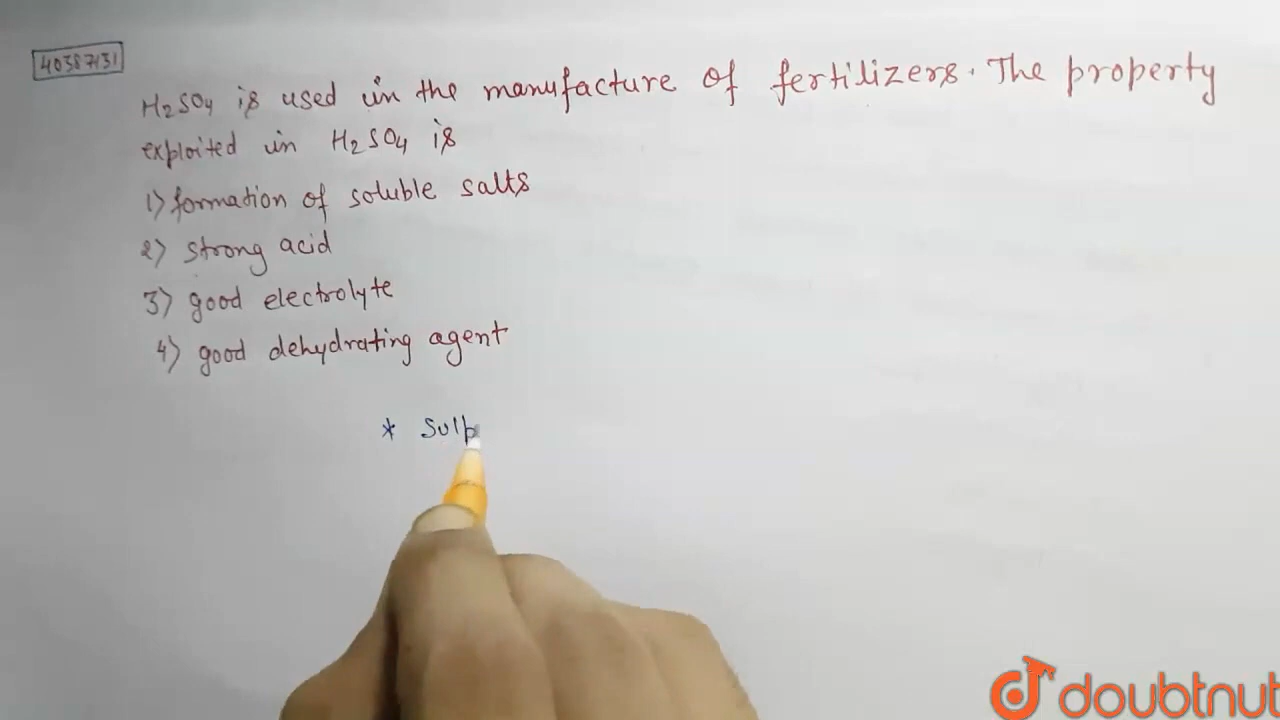 40387131
H2SO4 is used in the manufacture of fertilizers. The property
exploited in H2SO4 is
1) formation of soluble salts
2) strong acid
3) good electrolyte
4) good dehydrating agent
* Sulp
doubtnut